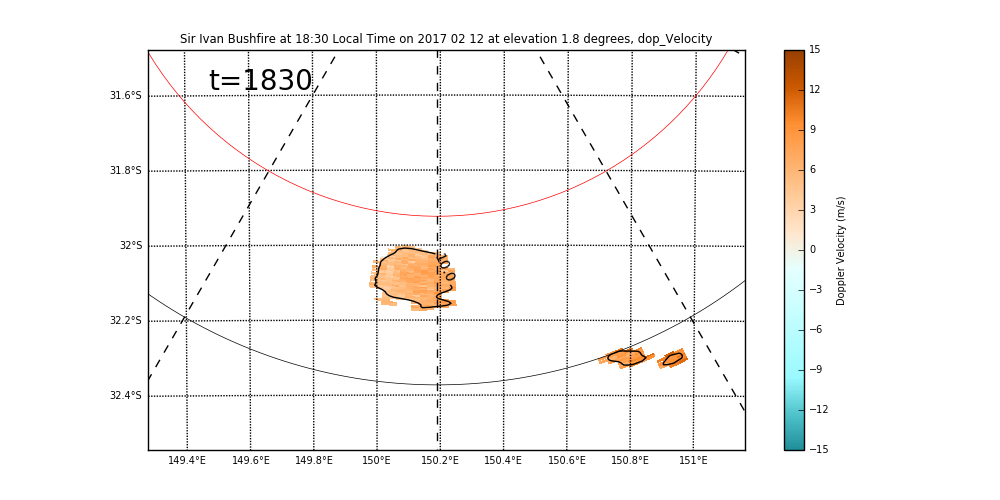 Sir Ivan Bushfire at 18:30 Local Time on 2017 02 12 at elevation 1.8 degrees, dop_Velocity
t=1830
31.6°S
31.8°S
32°S
32.2°S
32.4°S
149.4°E 149.6°E 149.8°E 150°E 150.2°E 150.4°E 150.6°E 150.8°E 151°E
15
12
9
6
3
0
−3
−6
−9
−12
−15
Doppler Velocity (m/s)